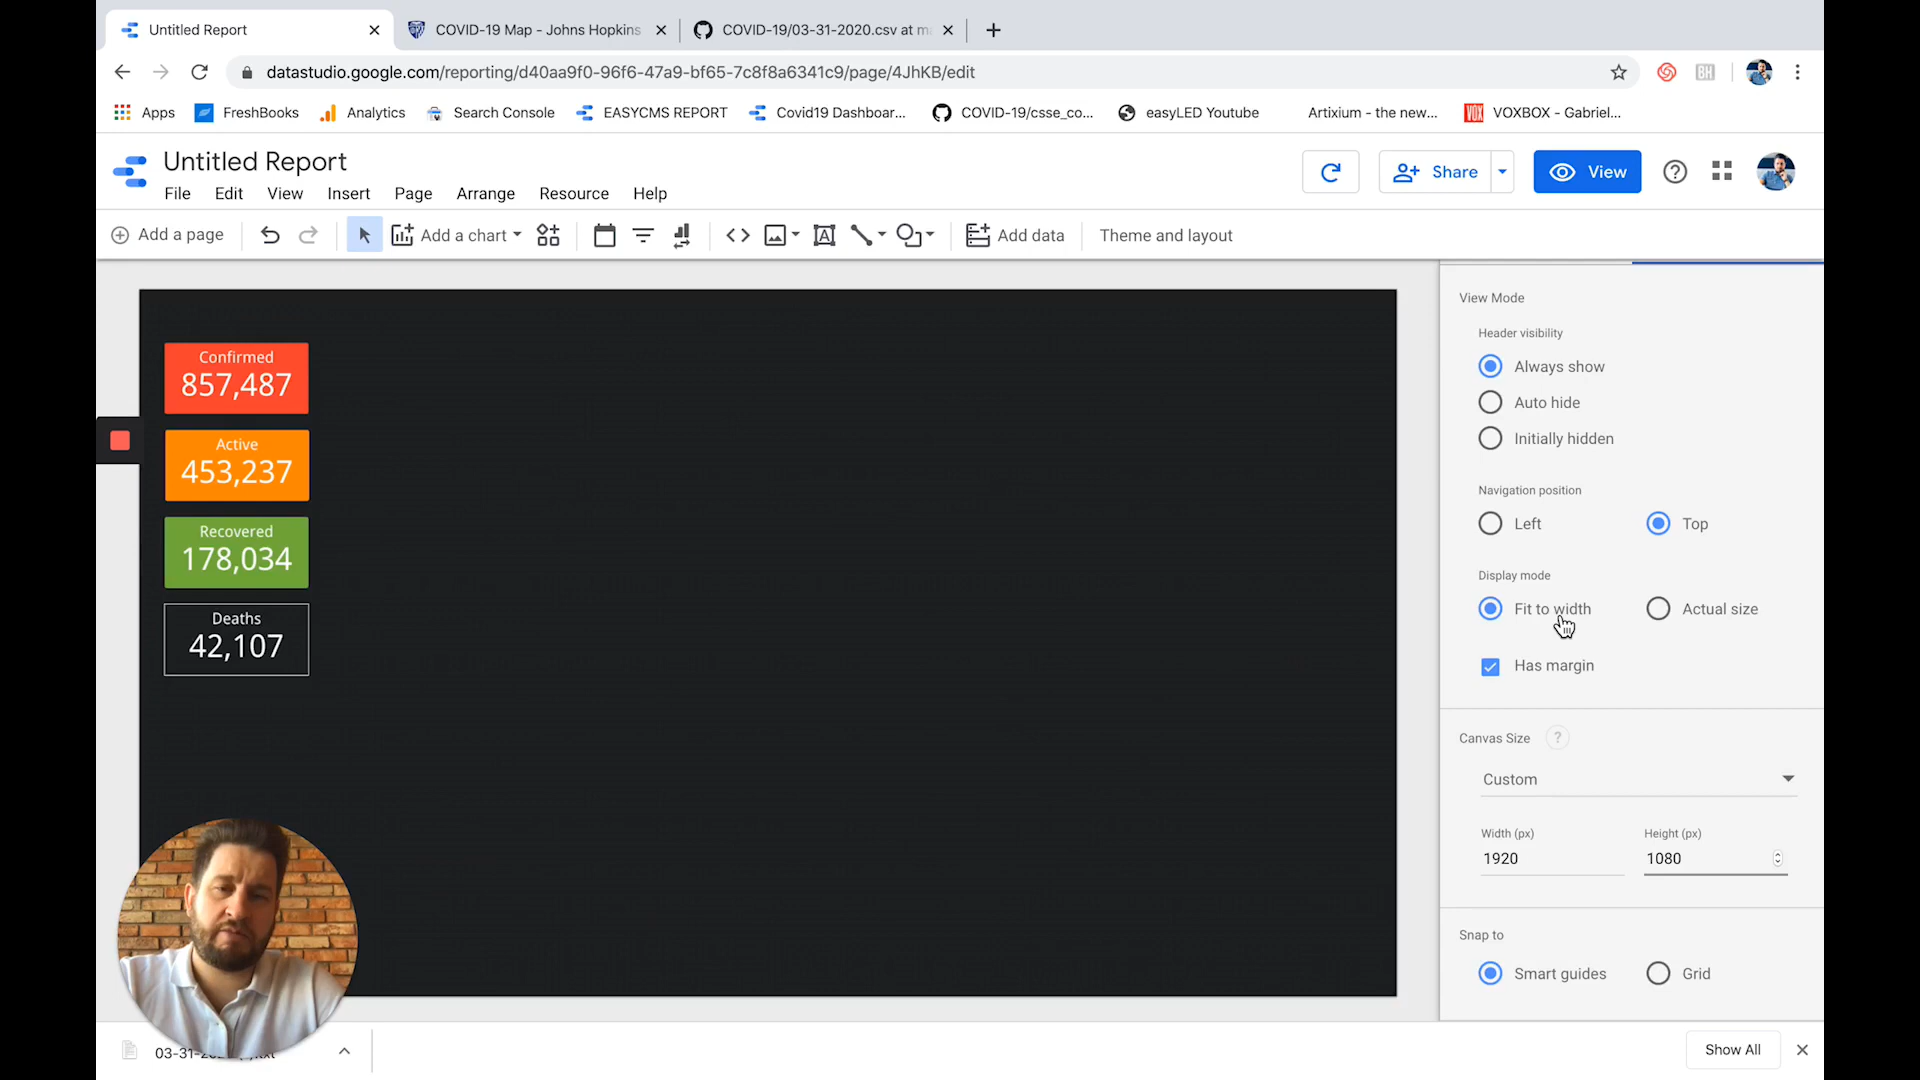 Untitled Report
COVID-19 Map - Johns Hopkins
COVID-19/03-31-2020.csv at
datastudio.google.com/reporting/d40aa9f0-96f6-47a9-bf65-7c8f8a6341c9/page/4JhKB/edit
BH
Apps
FreshBooks
Analytics
Search Console
EASYCMS REPORT
Covid19 Dashboar...
COVID-19/csse_co...
easyLED Youtube
Artixium - the new...
VOX
VOXBOX - Gabriel...
Untitled Report
File Edit View Insert Page Arrange Resource Help
Share
View
Add a page
Add a chart
Add data
Theme and layout
Confirmed
857,487
Active
453,237
Recovered
178,034
Deaths
42,107
View Mode
Header visibility
Always show
Auto hide
Initially hidden
Navigation position
Left
Top
Display mode
Fit to width
Actual size
Has margin
Canvas Size ?
Custom
Width (px)
1920
Height (px)
1080
Snap to
Smart guides
Grid
Show All